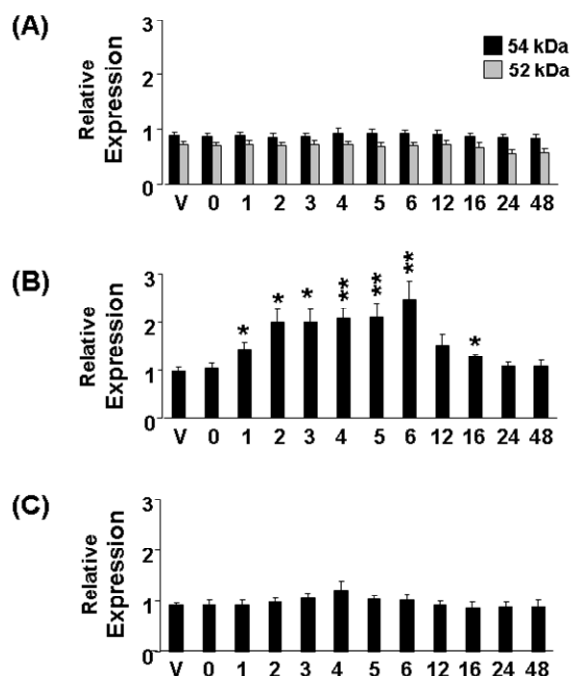 (A)
Relative
Expression
3
2
1
0
54 kDa
52 kDa
V 0 1 2 3 4 5 6 12 16 24 48
(B)
Relative
Expression
3
2
1
0
* * * ** ** ** *
V 0 1 2 3 4 5 6 12 16 24 48
(C)
Relative
Expression
3
2
1
0
V 0 1 2 3 4 5 6 12 16 24 48